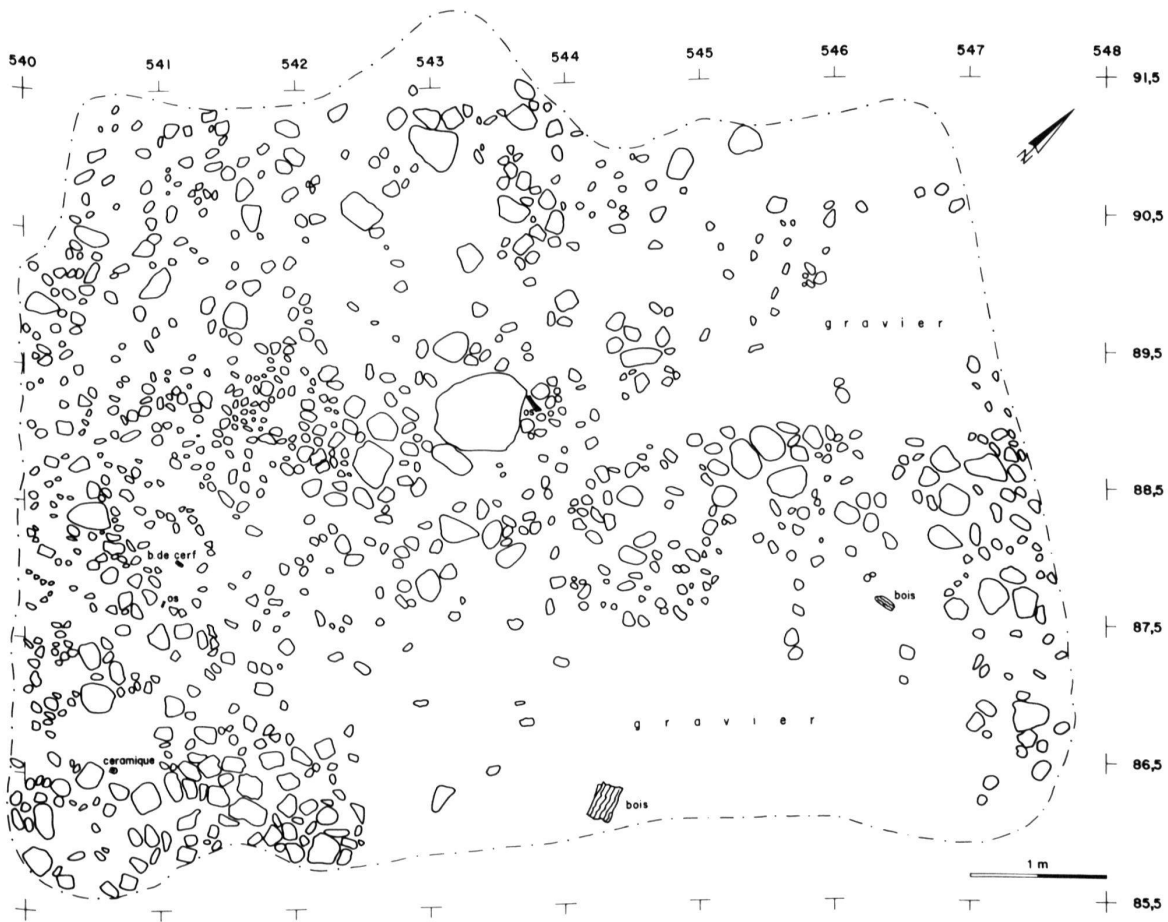 540 541 542 543 544 545 546 547 548
91,5
N
90,5
gravier
89,5
88,5
os
b. de cerf
os
bois
87,5
gravier
céramique
86,5
bois
1 m
85,5